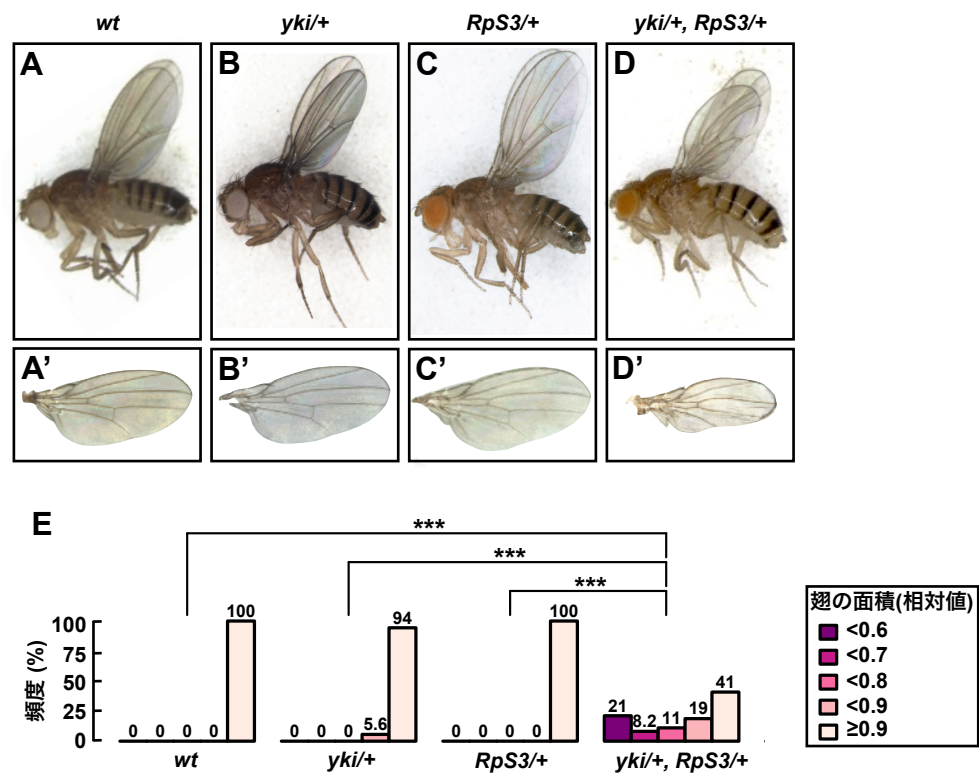 wt yki/+ RpS3/+ yki/+, RpS3/+
A B C D
A' B' C' D'
E
***
***
***
頻度 (%)
100
75
50
25
0
0 0 0 0 100
0 0 0 5.6 94
0 0 0 0 100
21 8.2 11 19 41
wt yki/+ RpS3/+ yki/+, RpS3/+
翅の面積(相対値)
<0.6
<0.7
<0.8
<0.9
≥0.9